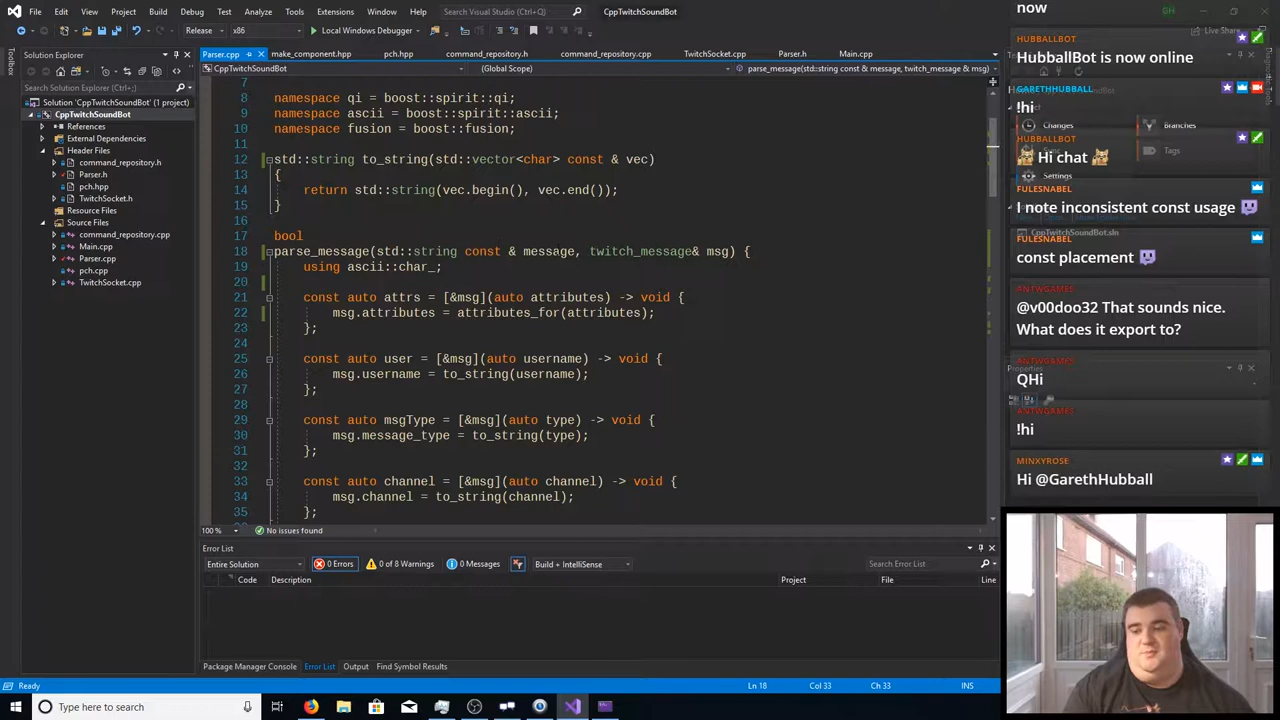 File Edit View Project Build Debug Test Analyze Tools Extensions Window Help Search Visual Studio (Ctrl+Q) CppTwitchSoundBot
Release x86 Local Windows Debugger Live Share
Toolbox
Solution Explorer
Search Solution Explorer (Ctrl+;)
Solution 'CppTwitchSoundBot' (1 project)
CppTwitchSoundBot
References
External Dependencies
Header Files
command_repository.h
Parser.h
pch.hpp
TwitchSocket.h
Resource Files
Source Files
command_repository.cpp
Main.cpp
Parser.cpp
pch.cpp
TwitchSocket.cpp
Parser.cpp make_component.hpp pch.hpp command_repository.h command_repository.cpp TwitchSocket.cpp Parser.h Main.cpp
CppTwitchSoundBot (Global Scope) parse_message(std::string const & message, twitch_message & msg)
7
8 namespace qi = boost::spirit::qi;
9 namespace ascii = boost::spirit::ascii;
10 namespace fusion = boost::fusion;
11
12 std::string to_string(std::vector<char> const & vec)
13 {
14 return std::string(vec.begin(), vec.end());
15 }
16
17 bool
18 parse_message(std::string const & message, twitch_message& msg) {
19 using ascii::char_;
20
21 const auto attrs = [&msg](auto attributes) -> void {
22 msg.attributes = attributes_for(attributes);
23 };
24
25 const auto user = [&msg](auto username) -> void {
26 msg.username = to_string(username);
27 };
28
29 const auto msgType = [&msg](auto type) -> void {
30 msg.message_type = to_string(type);
31 };
32
33 const auto channel = [&msg](auto channel) -> void {
34 msg.channel = to_string(channel);
35 };
100 % No issues found
Error List
Entire Solution 0 Errors 0 of 8 Warnings 0 Messages Build + IntelliSense Search Error List
Code Description Project File Line
Package Manager Console Error List Output Find Symbol Results
Ready Ln 18 Col 33 Ch 33 INS
Type here to search
now
HUBBALLBOT
HubballBot is now online
GARETHHUBBALL
!hi
Changes Branches
HUBBALLBOT
Hi chat
Tags
Settings
FULESNABEL
I note inconsistent const usage
CppTwitchSoundBot.sln
FULESNABEL
const placement
ANTWGAMES
@v00doo32 That sounds nice.
What does it export to?
ANTWGAMES
Properties
QHi
ANTWGAMES
!hi
MINXYROSE
Hi @GarethHubball